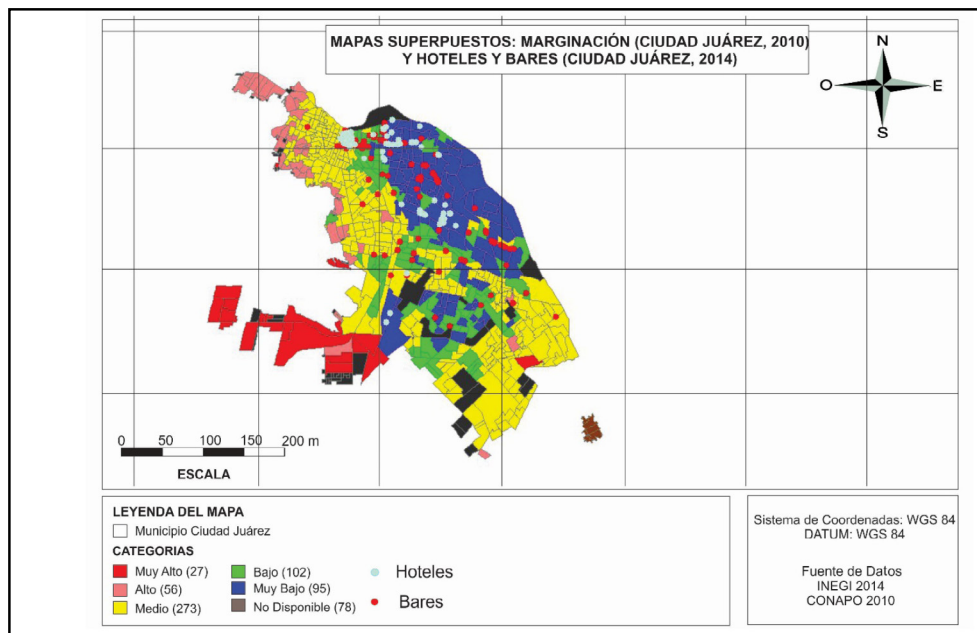 MAPAS SUPERPUESTOS: MARGINACIÓN (CIUDAD JUÁREZ, 2010)
Y HOTELES Y BARES (CIUDAD JUÁREZ, 2014)
N
O
E
S
0 50 100 150 200 m
ESCALA
LEYENDA DEL MAPA
Municipio Ciudad Juárez
CATEGORIAS
Muy Alto (27)
Alto (56)
Medio (273)
Bajo (102)
Muy Bajo (95)
No Disponible (78)
Hoteles
Bares
Sistema de Coordenadas: WGS 84
DATUM: WGS 84
Fuente de Datos
INEGI 2014
CONAPO 2010